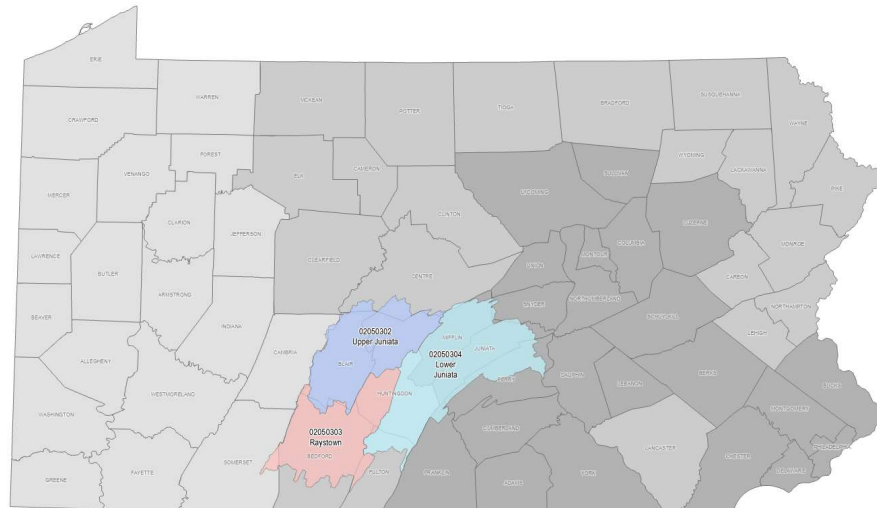 ERIE
WARREN
MCKEAN
POTTER
TIOGA
BRADFORD
SUSQUEHANNA
WAYNE
CRAWFORD
FOREST
WYOMING
LACKAWANNA
CAMERON
ELK
SULLIVAN
PIKE
MERCER
VENANGO
LYCOMING
CLINTON
CLARION
LUZERNE
JEFFERSON
COLUMBIA
MONROE
LAWRENCE
CLEARFIELD
MONTOUR
UNION
CENTRE
CARBON
BUTLER
ARMSTRONG
SNYDER
NORTHUMBERLAND
NORTHAMPTON
BEAVER
INDIANA
SCHUYLKILL
LEHIGH
02050302
Upper Juniata
MIFFLIN
JUNIATA
CAMBRIA
ALLEGHENY
BLAIR
02050304
Lower
Juniata
PERRY
DAUPHIN
LEBANON
BERKS
BUCKS
WESTMORELAND
HUNTINGDON
MONTGOMERY
WASHINGTON
02050303
Raystown
CUMBERLAND
LANCASTER
PHILADELPHIA
BEDFORD
SOMERSET
CHESTER
DELAWARE
GREENE
FAYETTE
FULTON
FRANKLIN
ADAMS
YORK